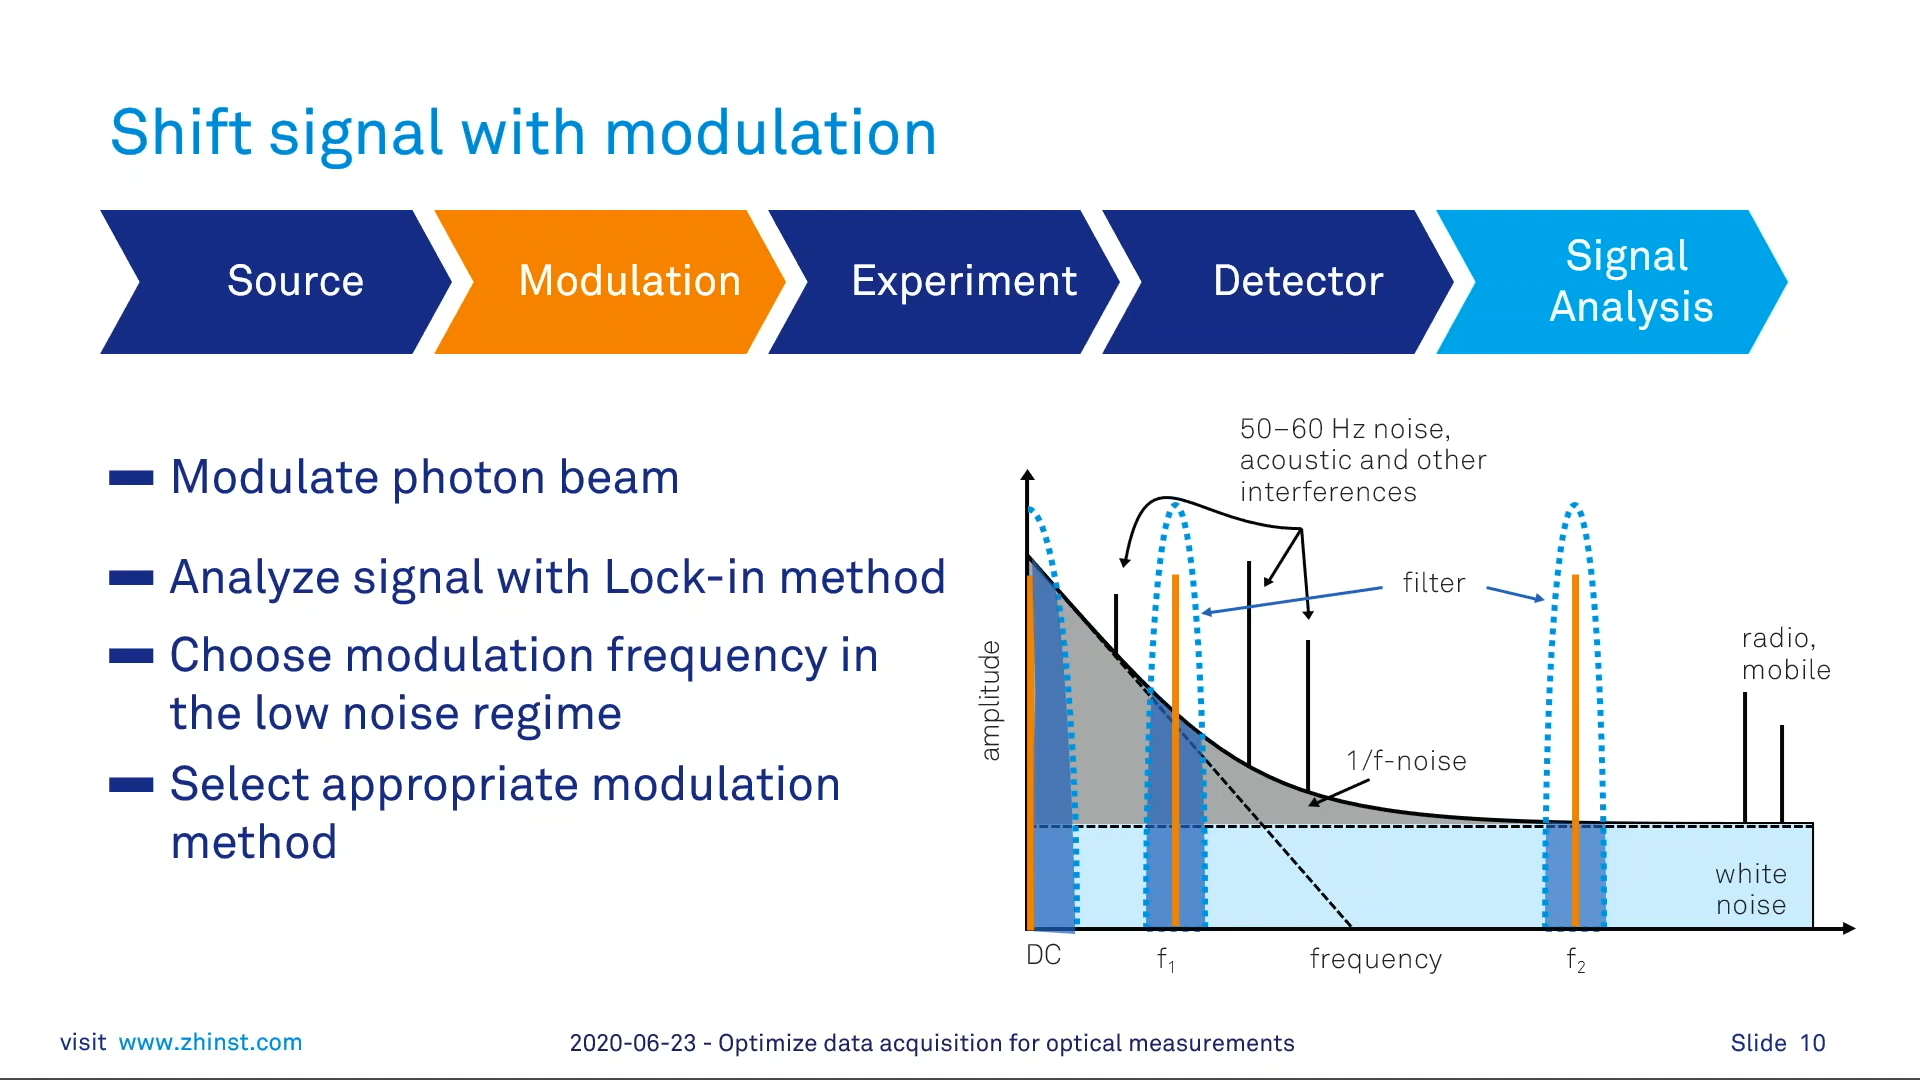 Shift signal with modulation
Source
Modulation
Experiment
Detector
Signal
Analysis
Modulate photon beam
Analyze signal with Lock-in method
Choose modulation frequency in
the low noise regime
Select appropriate modulation
method
50–60 Hz noise,
acoustic and other
interferences
filter
radio,
mobile
amplitude
1/f-noise
white
noise
DC
f₁
frequency
f₂
visit www.zhinst.com
2020-06-23 - Optimize data acquisition for optical measurements
Slide 10